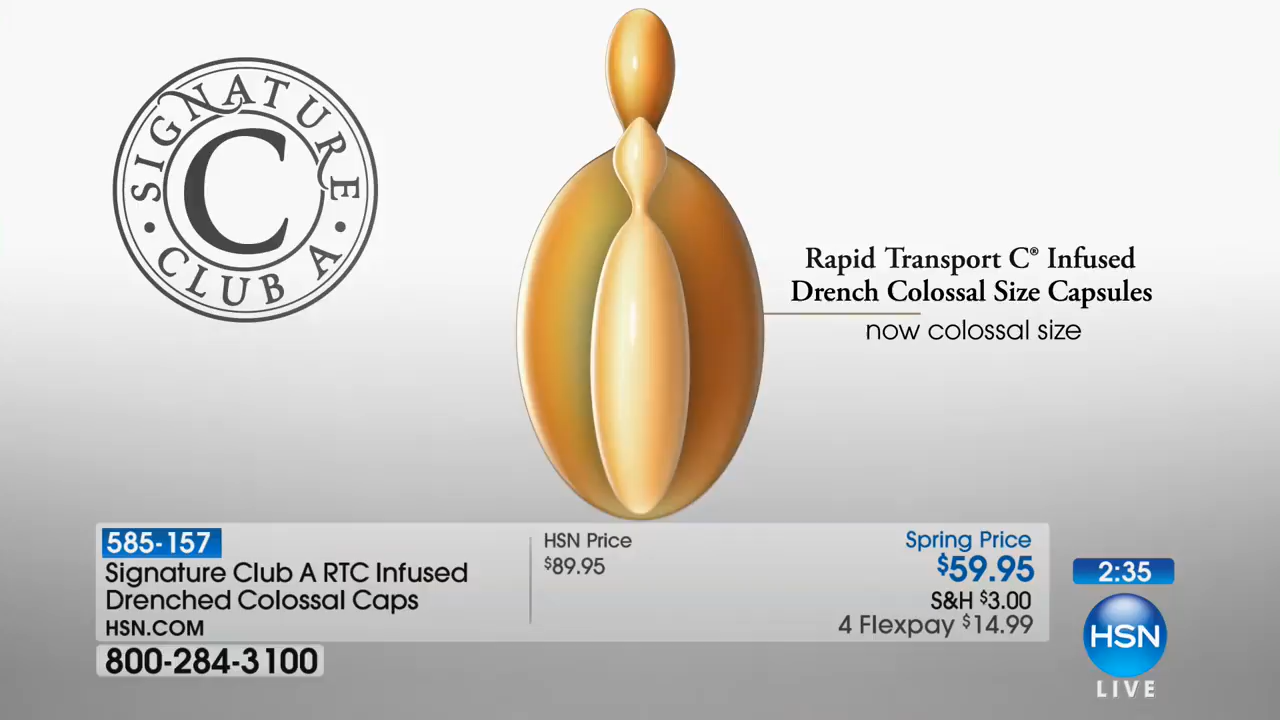 SIGNATURE
C
CLUB A
Rapid Transport C® Infused
Drench Colossal Size Capsules
now colossal size
585-157
Signature Club A RTC Infused
Drenched Colossal Caps
HSN.COM
800-284-3100
HSN Price
$89.95
Spring Price
$59.95
S&H $3.00
4 Flexpay $14.99
2:35
HSN
LIVE